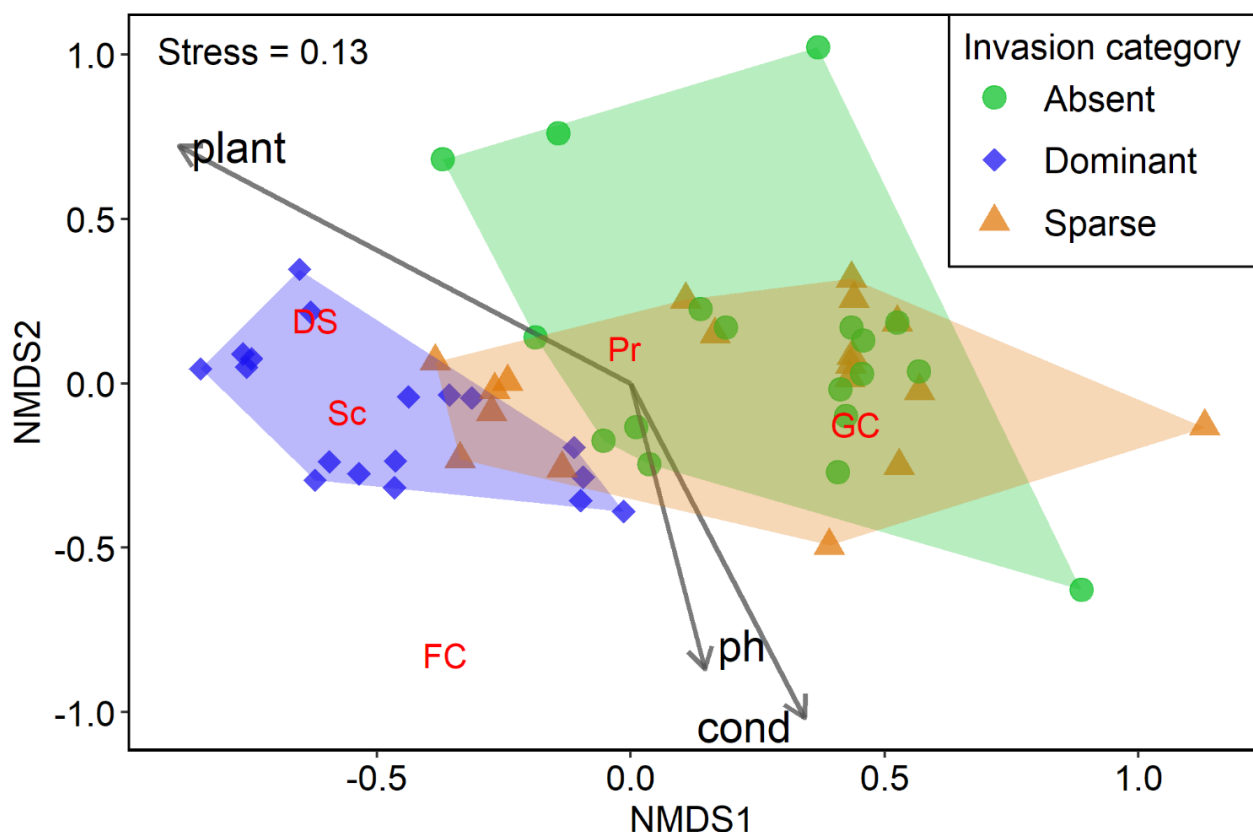 Stress = 0.13
Invasion category
Absent
Dominant
Sparse
plant
DS
Sc
Pr
GC
FC
ph
cond
NMDS2
1.0
0.5
0.0
-0.5
-1.0
-0.5
0.0
0.5
1.0
NMDS1